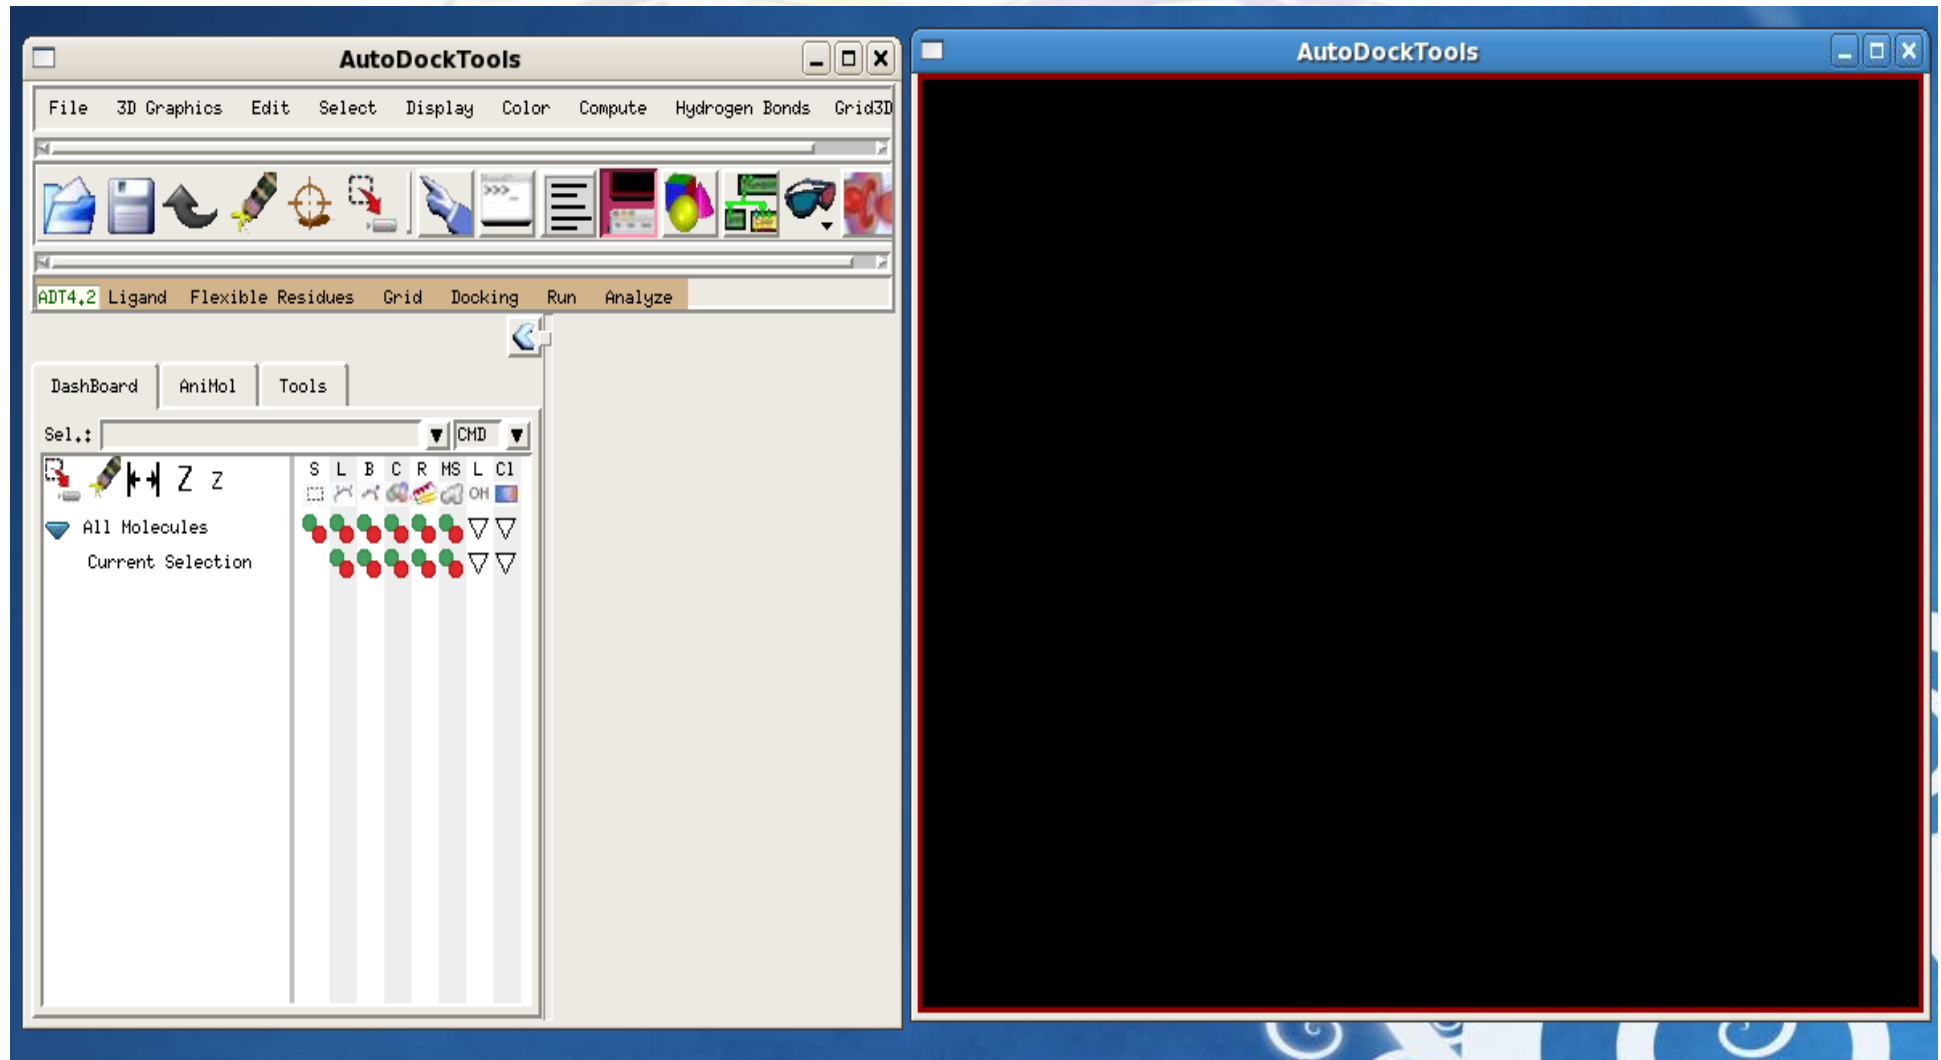 AutoDockTools
File 3D Graphics Edit Select Display Color Compute Hydrogen Bonds Grid3D
>>>_
ADT4.2 Ligand Flexible Residues Grid Docking Run Analyze
DashBoard AniMol Tools
Sel.: CMD
Z z S L B C R MS L Cl
OH
All Molecules
Current Selection
AutoDockTools